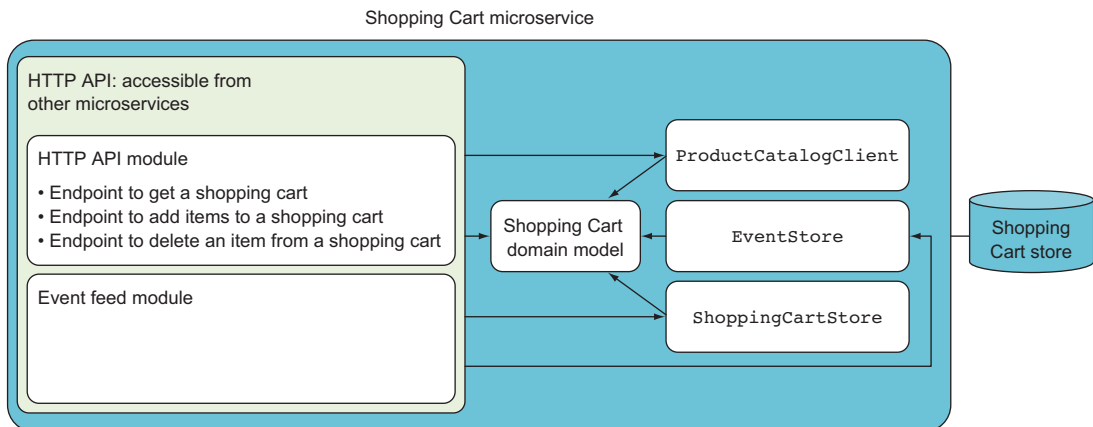 Shopping Cart microservice
HTTP API: accessible from
other microservices
HTTP API module
• Endpoint to get a shopping cart
• Endpoint to add items to a shopping cart
• Endpoint to delete an item from a shopping cart
Event feed module
Shopping Cart
domain model
ProductCatalogClient
EventStore
ShoppingCartStore
Shopping
Cart store